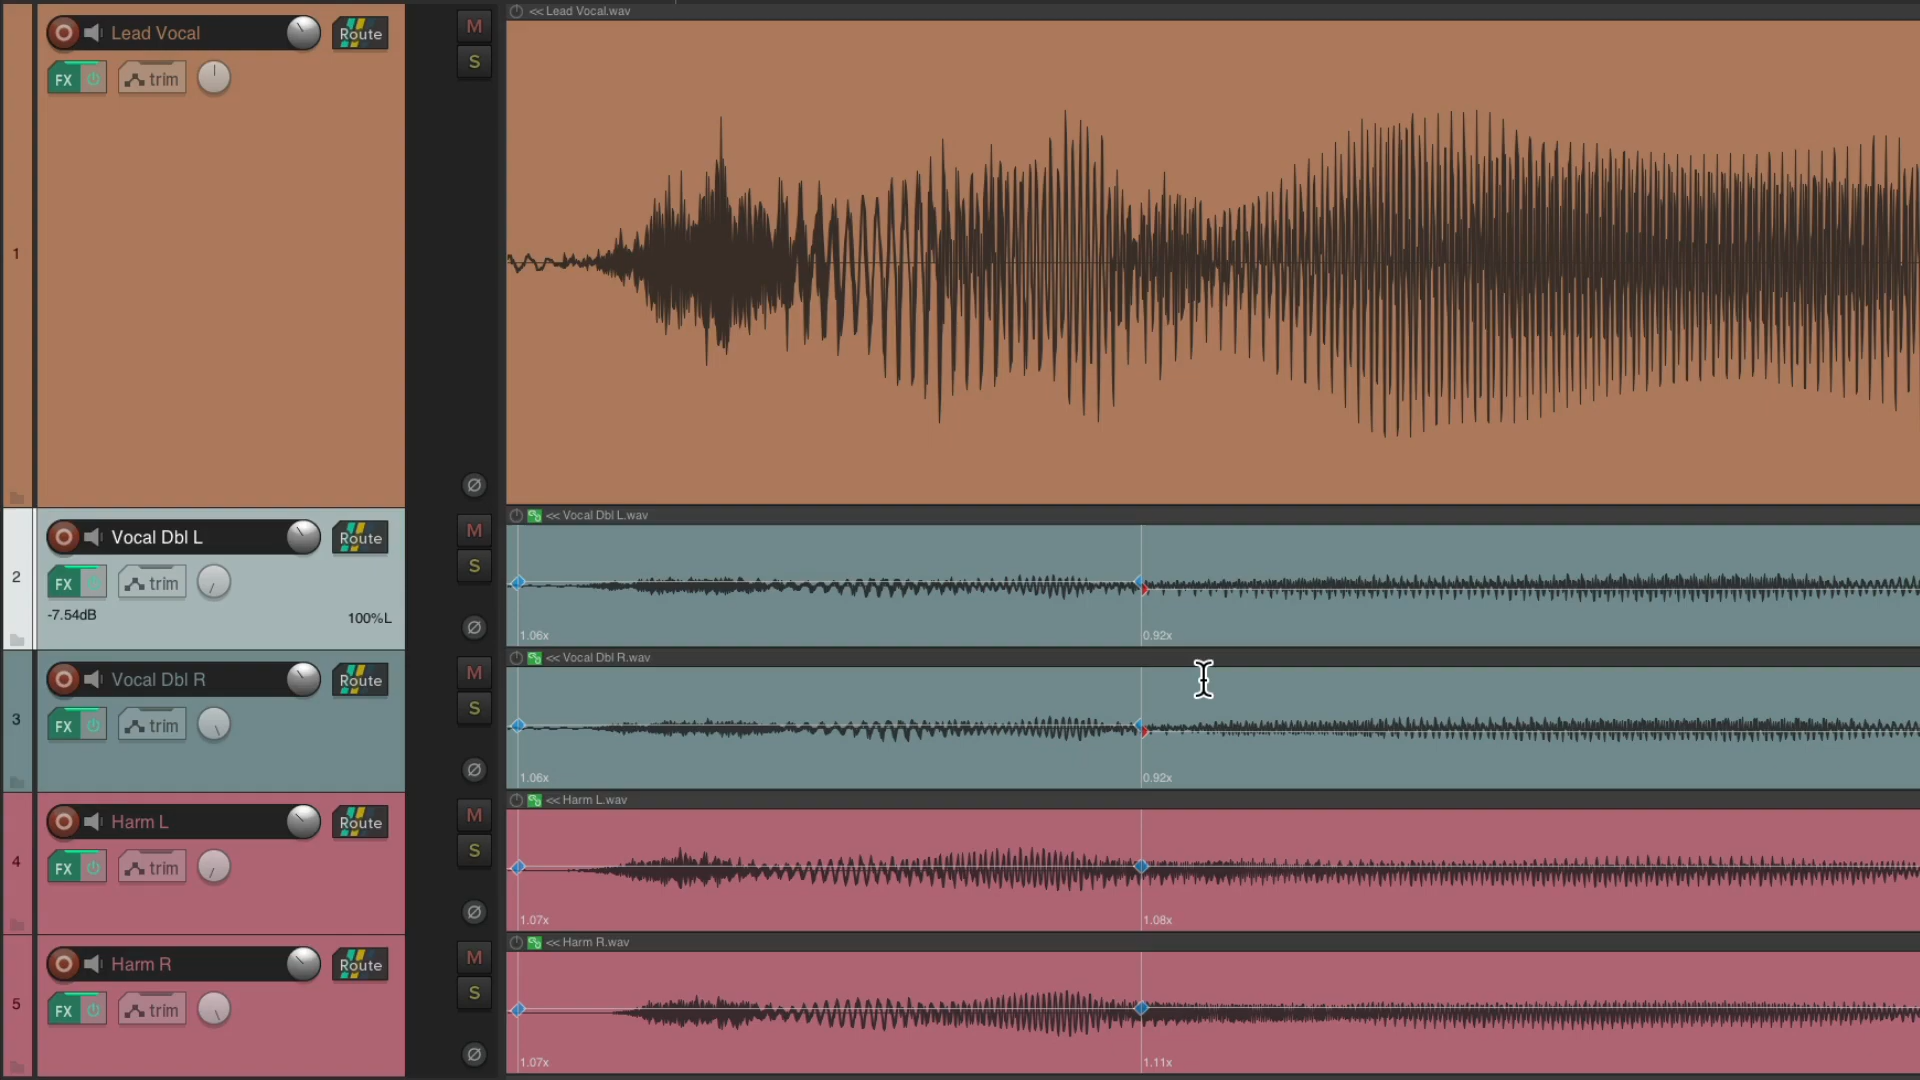 Lead Vocal
Route
M
S
FX
trim
1
<< Lead Vocal.wav
Vocal Dbl L
Route
M
S
FX
trim
2
-7.54dB
100%L
<< Vocal Dbl L.wav
1.06x
0.92x
Vocal Dbl R
Route
M
S
FX
trim
3
<< Vocal Dbl R.wav
1.06x
0.92x
Harm L
Route
M
S
FX
trim
4
<< Harm L.wav
1.07x
1.08x
Harm R
Route
M
S
FX
trim
5
<< Harm R.wav
1.07x
1.11x